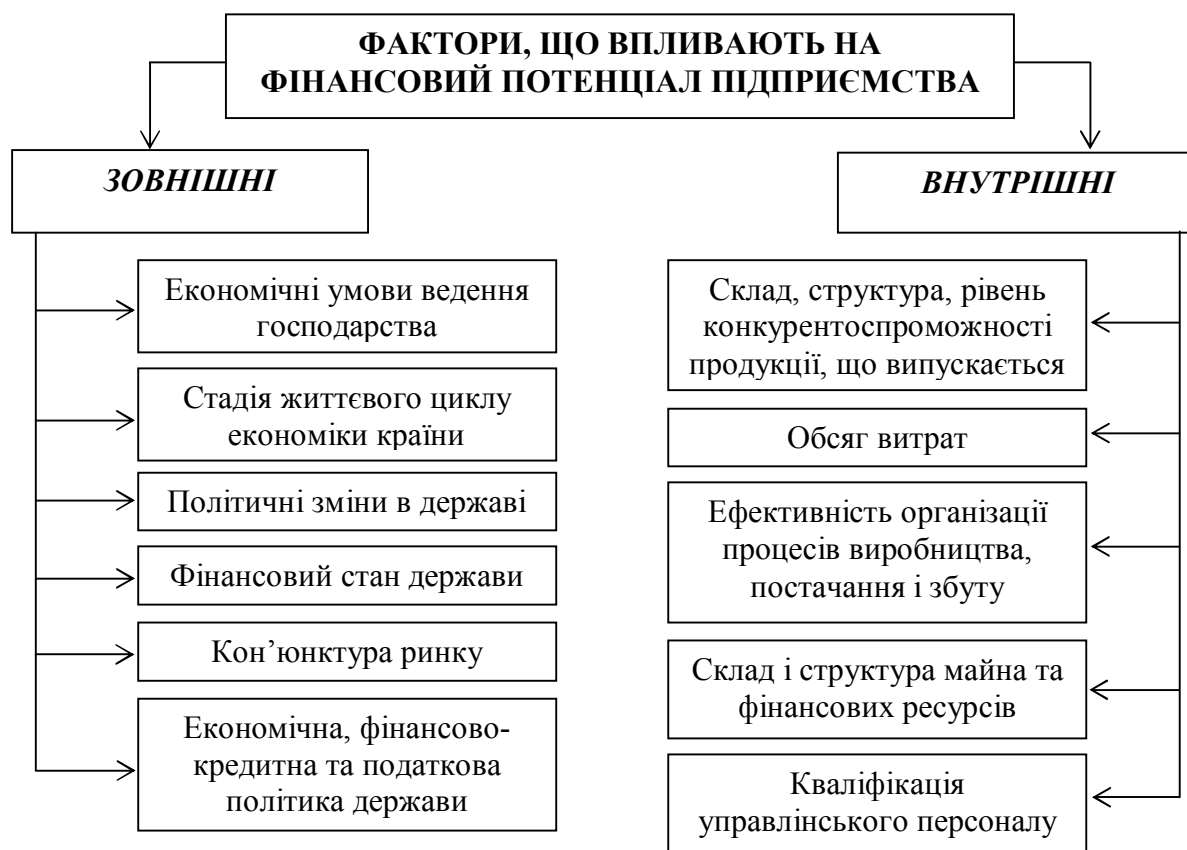 ФАКТОРИ, ЩО ВПЛИВАЮТЬ НА
ФІНАНСОВИЙ ПОТЕНЦІАЛ ПІДПРИЄМСТВА
ЗОВНІШНІ
Економічні умови ведення
господарства
Стадія життєвого циклу
економіки країни
Політичні зміни в державі
Фінансовий стан держави
Кон’юнктура ринку
Економічна, фінансово-
кредитна та податкова
політика держави
ВНУТРІШНІ
Склад, структура, рівень
конкурентоспроможності
продукції, що випускається
Обсяг витрат
Ефективність організації
процесів виробництва,
постачання і збуту
Склад і структура майна та
фінансових ресурсів
Кваліфікація
управлінського персоналу